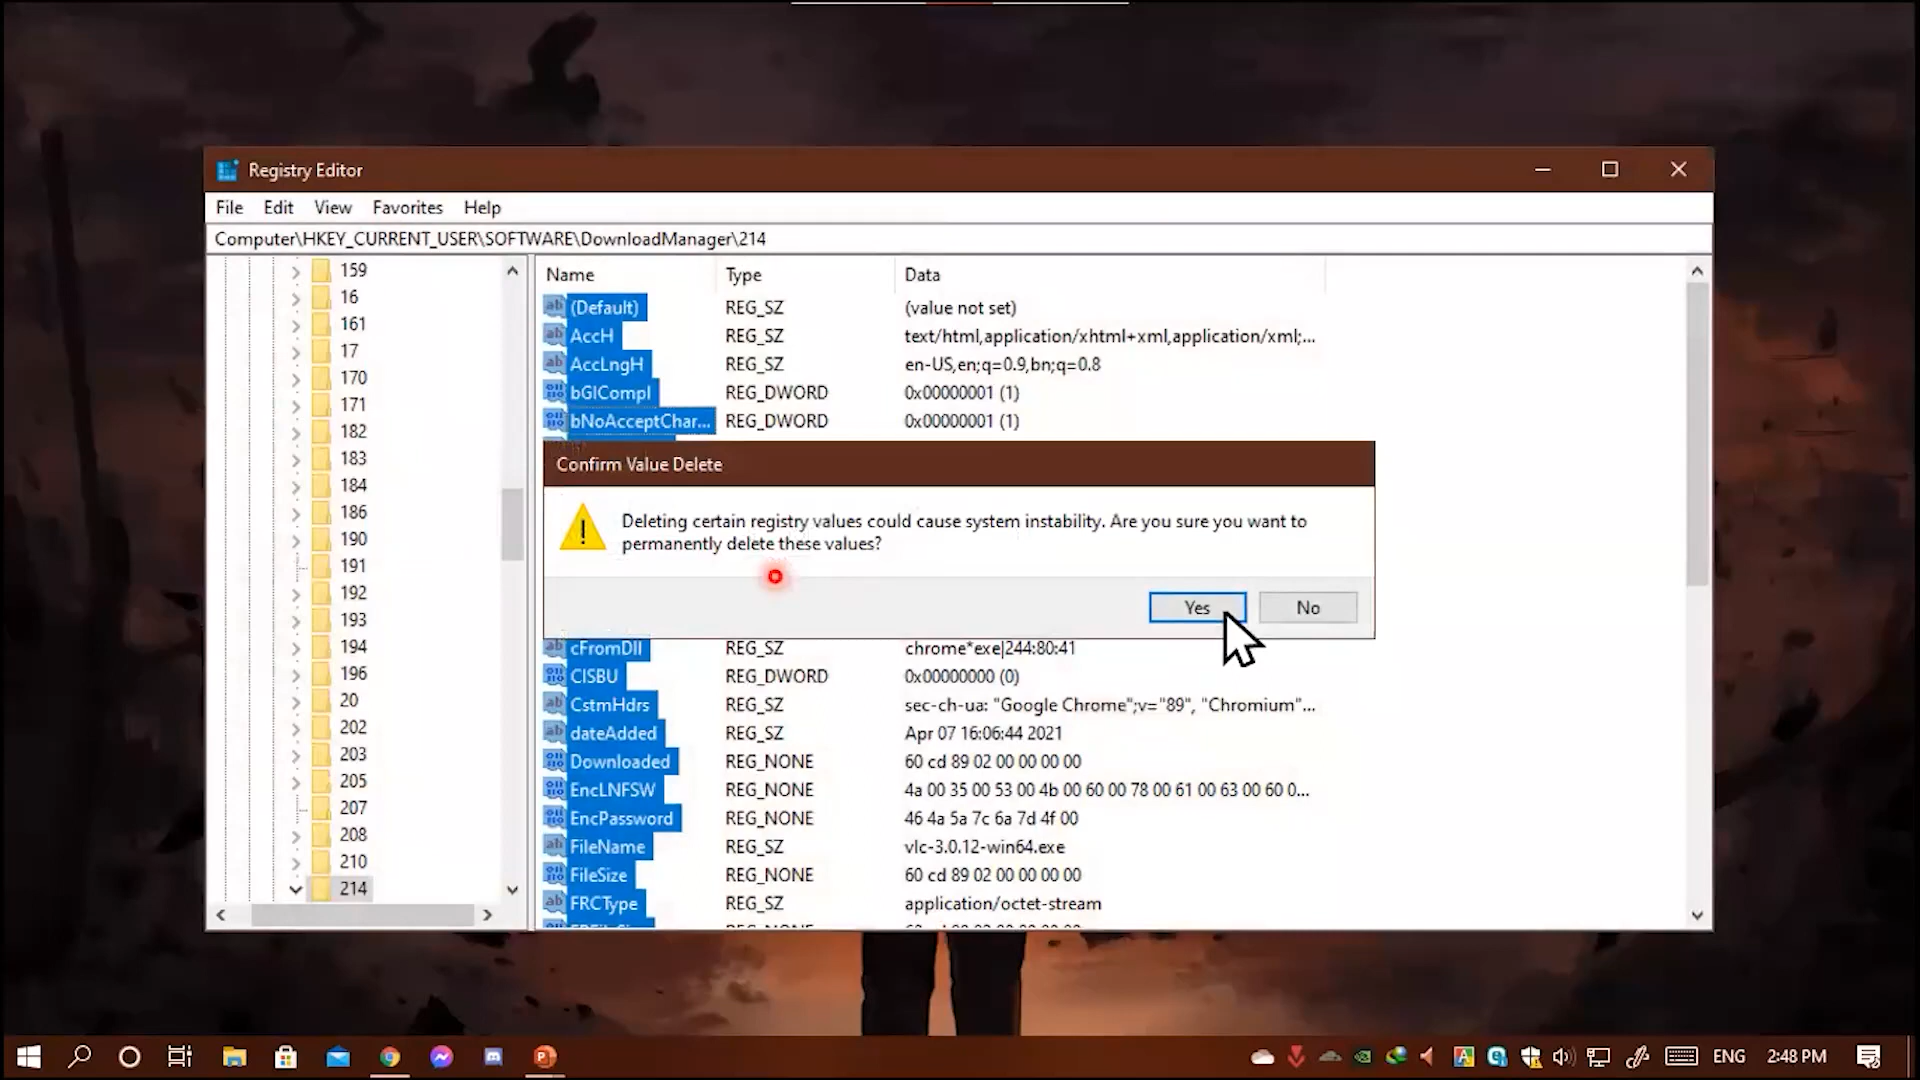 Registry Editor
File Edit View Favorites Help
Computer\HKEY_CURRENT_USER\SOFTWARE\DownloadManager\214
159
16
161
17
170
171
182
183
184
186
190
191
192
193
194
196
20
202
203
205
207
208
210
214
Name Type Data
(Default) REG_SZ (value not set)
AccH REG_SZ text/html,application/xhtml+xml,application/xml;...
AccLngH REG_SZ en-US,en;q=0.9,bn;q=0.8
bGlCompl REG_DWORD 0x00000001 (1)
bNoAcceptChar... REG_DWORD 0x00000001 (1)
Confirm Value Delete
Deleting certain registry values could cause system instability. Are you sure you want to
permanently delete these values?
Yes No
cFromDll REG_SZ chrome*exe|244:80:41
CISBU REG_DWORD 0x00000000 (0)
CstmHdrs REG_SZ sec-ch-ua: "Google Chrome";v="89", "Chromium"...
dateAdded REG_SZ Apr 07 16:06:44 2021
Downloaded REG_NONE 60 cd 89 02 00 00 00 00
EncLNFSW REG_NONE 4a 00 35 00 53 00 4b 00 60 00 78 00 61 00 63 00 60 0...
EncPassword REG_NONE 46 4a 5a 7c 6a 7d 4f 00
FileName REG_SZ vlc-3.0.12-win64.exe
FileSize REG_NONE 60 cd 89 02 00 00 00 00
FRCType REG_SZ application/octet-stream
ENG 2:48 PM